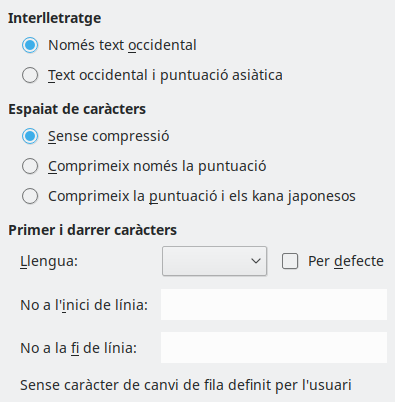 Interlletratge
Només text occidental
Text occidental i puntuació asiàtica
Espaiat de caràcters
Sense compressió
Comprimeix només la puntuació
Comprimeix la puntuació i els kana japonesos
Primer i darrer caràcters
Llengua:
Per defecte
No a l'inici de línia:
No a la fi de línia:
Sense caràcter de canvi de fila definit per l'usuari